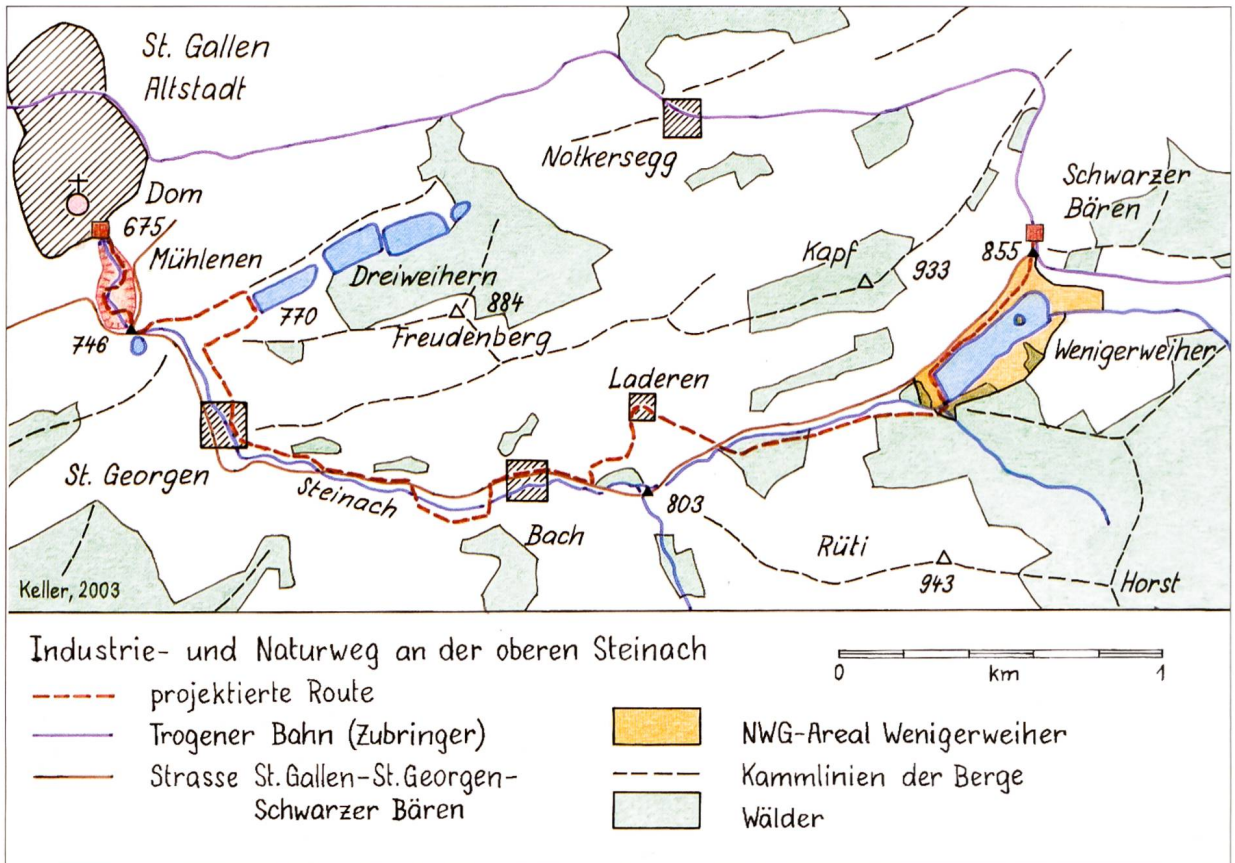 St. Gallen
Altstadt
Dom
675
Mühlenen
746
770
Dreiweihern
884
Freudenberg
Notkersegg
Kapf
933
Schwarzer
Bären
855
Wenigerweiher
Laderen
St. Georgen
Steinach
Bach
803
Rüti
943
Horst
Keller, 2003
Industrie- und Naturweg an der oberen Steinach
projektierte Route
Trogener Bahn (Zubringer)
Strasse St.Gallen-St.Georgen-
Schwarzer Bären
0 km 1
NWG-Areal Wenigerweiher
Kammlinien der Berge
Wälder